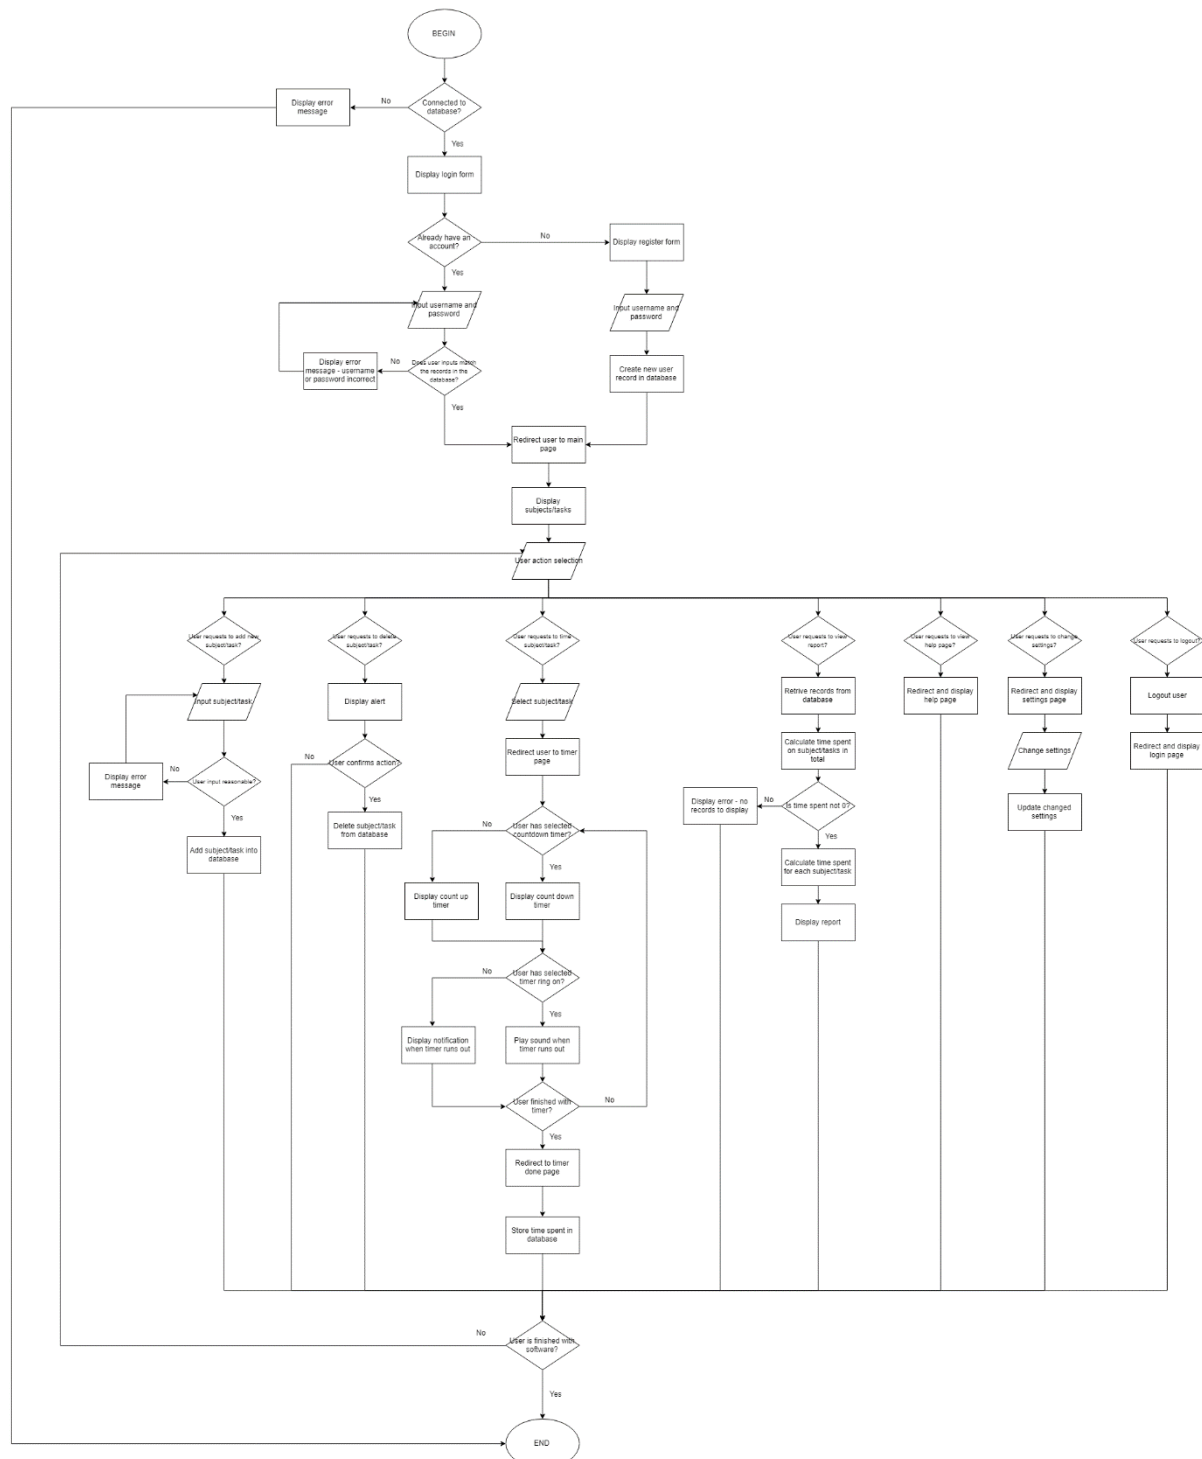 BEGIN
Display error
message
No
Connected to
database?
Yes
Display login form
Already have an
account?
No
Display register form
Yes
Input username and
password
Input username and
password
Display error
message - username
or password incorrect
No
Does user inputs match
the records in the
database?
Create new user
record in database
Yes
Redirect user to main
page
Display
subjects/tasks
User action selection
User requests to add new
subject/task?
User requests to delete
subject/task?
User requests to time
subject/task?
User requests to view
report?
User requests to view
help page?
User requests to change
settings?
User requests to logout?
Input subject/task
Display alert
Select subject/task
Retrive records from
database
Redirect and display
help page
Redirect and display
settings page
Logout user
No
User confirms action?
Redirect user to timer
page
Calculate time spent
on subject/tasks in
total
Change settings
Redirect and display
login page
Display error
message
No
User input reasonable?
Yes
Yes
Display error - no
records to display
No
Is time spent not 0?
Update changed
settings
Add subject/task into
database
Delete subject/task
from database
No
User has selected
countdown timer?
Yes
Yes
Calculate time spent
for each subject/task
Display count up
timer
Display count down
timer
Display report
No
User has selected
timer ring on?
Yes
Display notification
when timer runs out
Play sound when
timer runs out
User finished with
timer?
No
Yes
Redirect to timer
done page
Store time spent in
database
No
User is finished with
software?
Yes
END